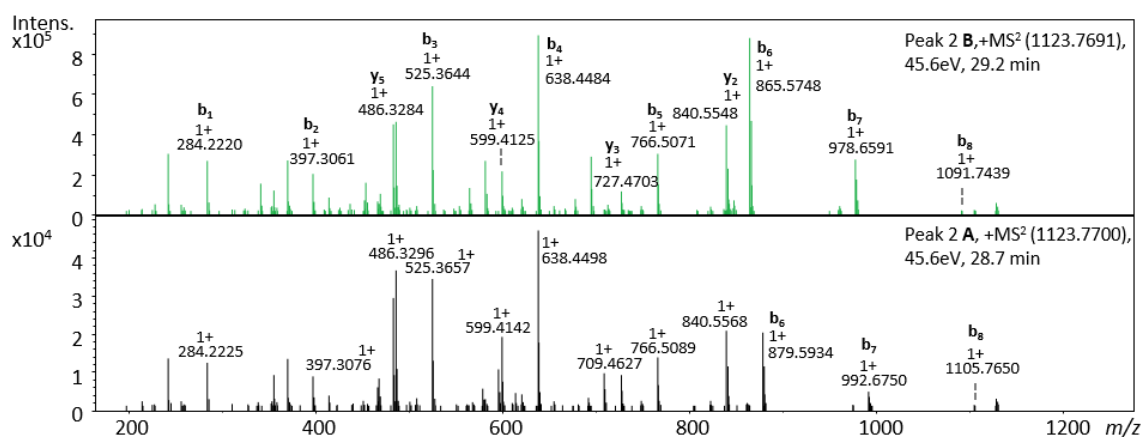 Intens.
x10⁵
8
6
4
2
0
b₁
1+
284.2220
b₂
1+
397.3061
y₅
1+
486.3284
b₃
1+
525.3644
y₄
1+
599.4125
b₄
1+
638.4484
y₃
1+
727.4703
b₅
1+
766.5071
y₂
1+
840.5548
b₆
1+
865.5748
b₇
1+
978.6591
b₈
1+
1091.7439
Peak 2 B,+MS² (1123.7691),
45.6eV, 29.2 min
x10⁴
4
3
2
1
0
1+
284.2225
397.3076
1+
1+
486.3296
525.3657
1+
1+
599.4142
1+
638.4498
1+
709.4627
1+
766.5089
1+
840.5568
b₆
1+
879.5934
b₇
1+
992.6750
b₈
1+
1105.7650
Peak 2 A, +MS² (1123.7700),
45.6eV, 28.7 min
200
400
600
800
1000
1200
m/z